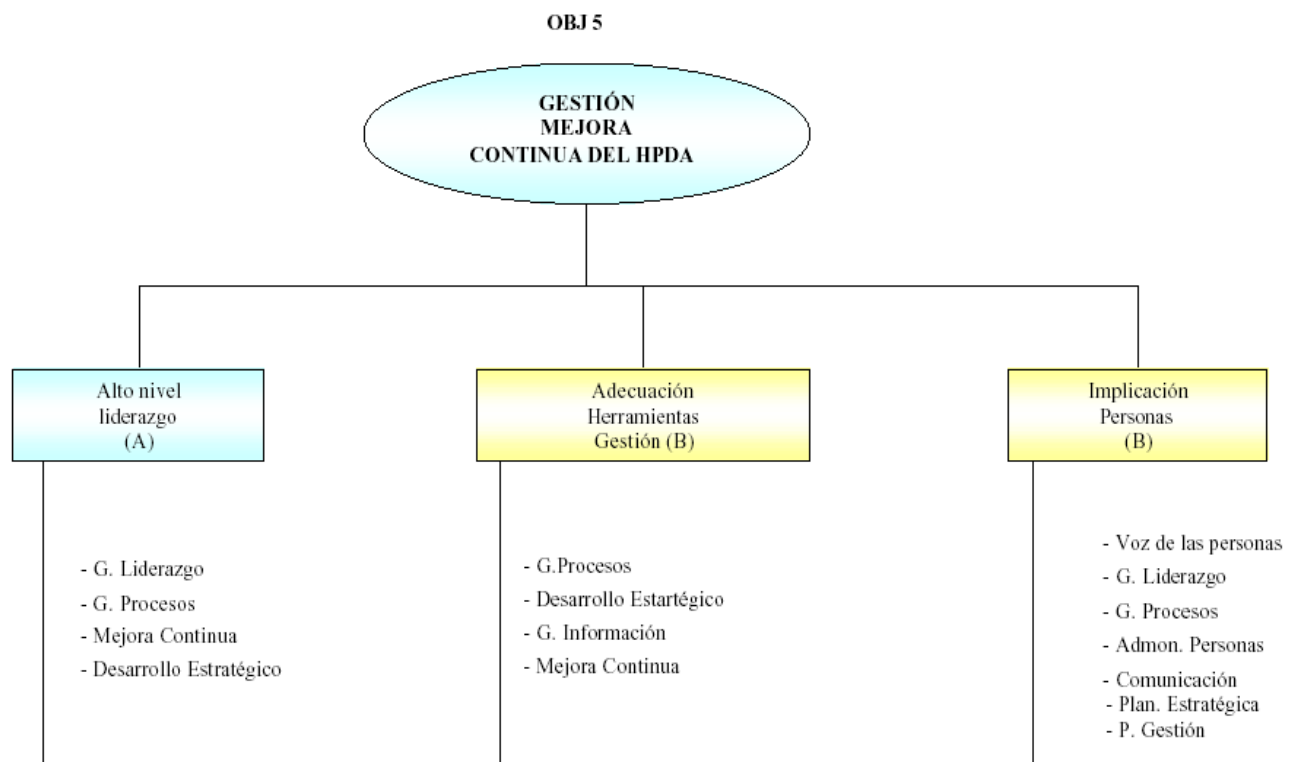 OBJ 5
GESTIÓN
MEJORA
CONTINUA DEL HPDA
Alto nivel
liderazgo
(A)
- G. Liderazgo
- G. Procesos
- Mejora Continua
- Desarrollo Estratégico
Adecuación
Herramientas
Gestión (B)
- G.Procesos
- Desarrollo Estartégico
- G. Información
- Mejora Continua
Implicación
Personas
(B)
- Voz de las personas
- G. Liderazgo
- G. Procesos
- Admon. Personas
- Comunicación
- Plan. Estratégica
- P. Gestión